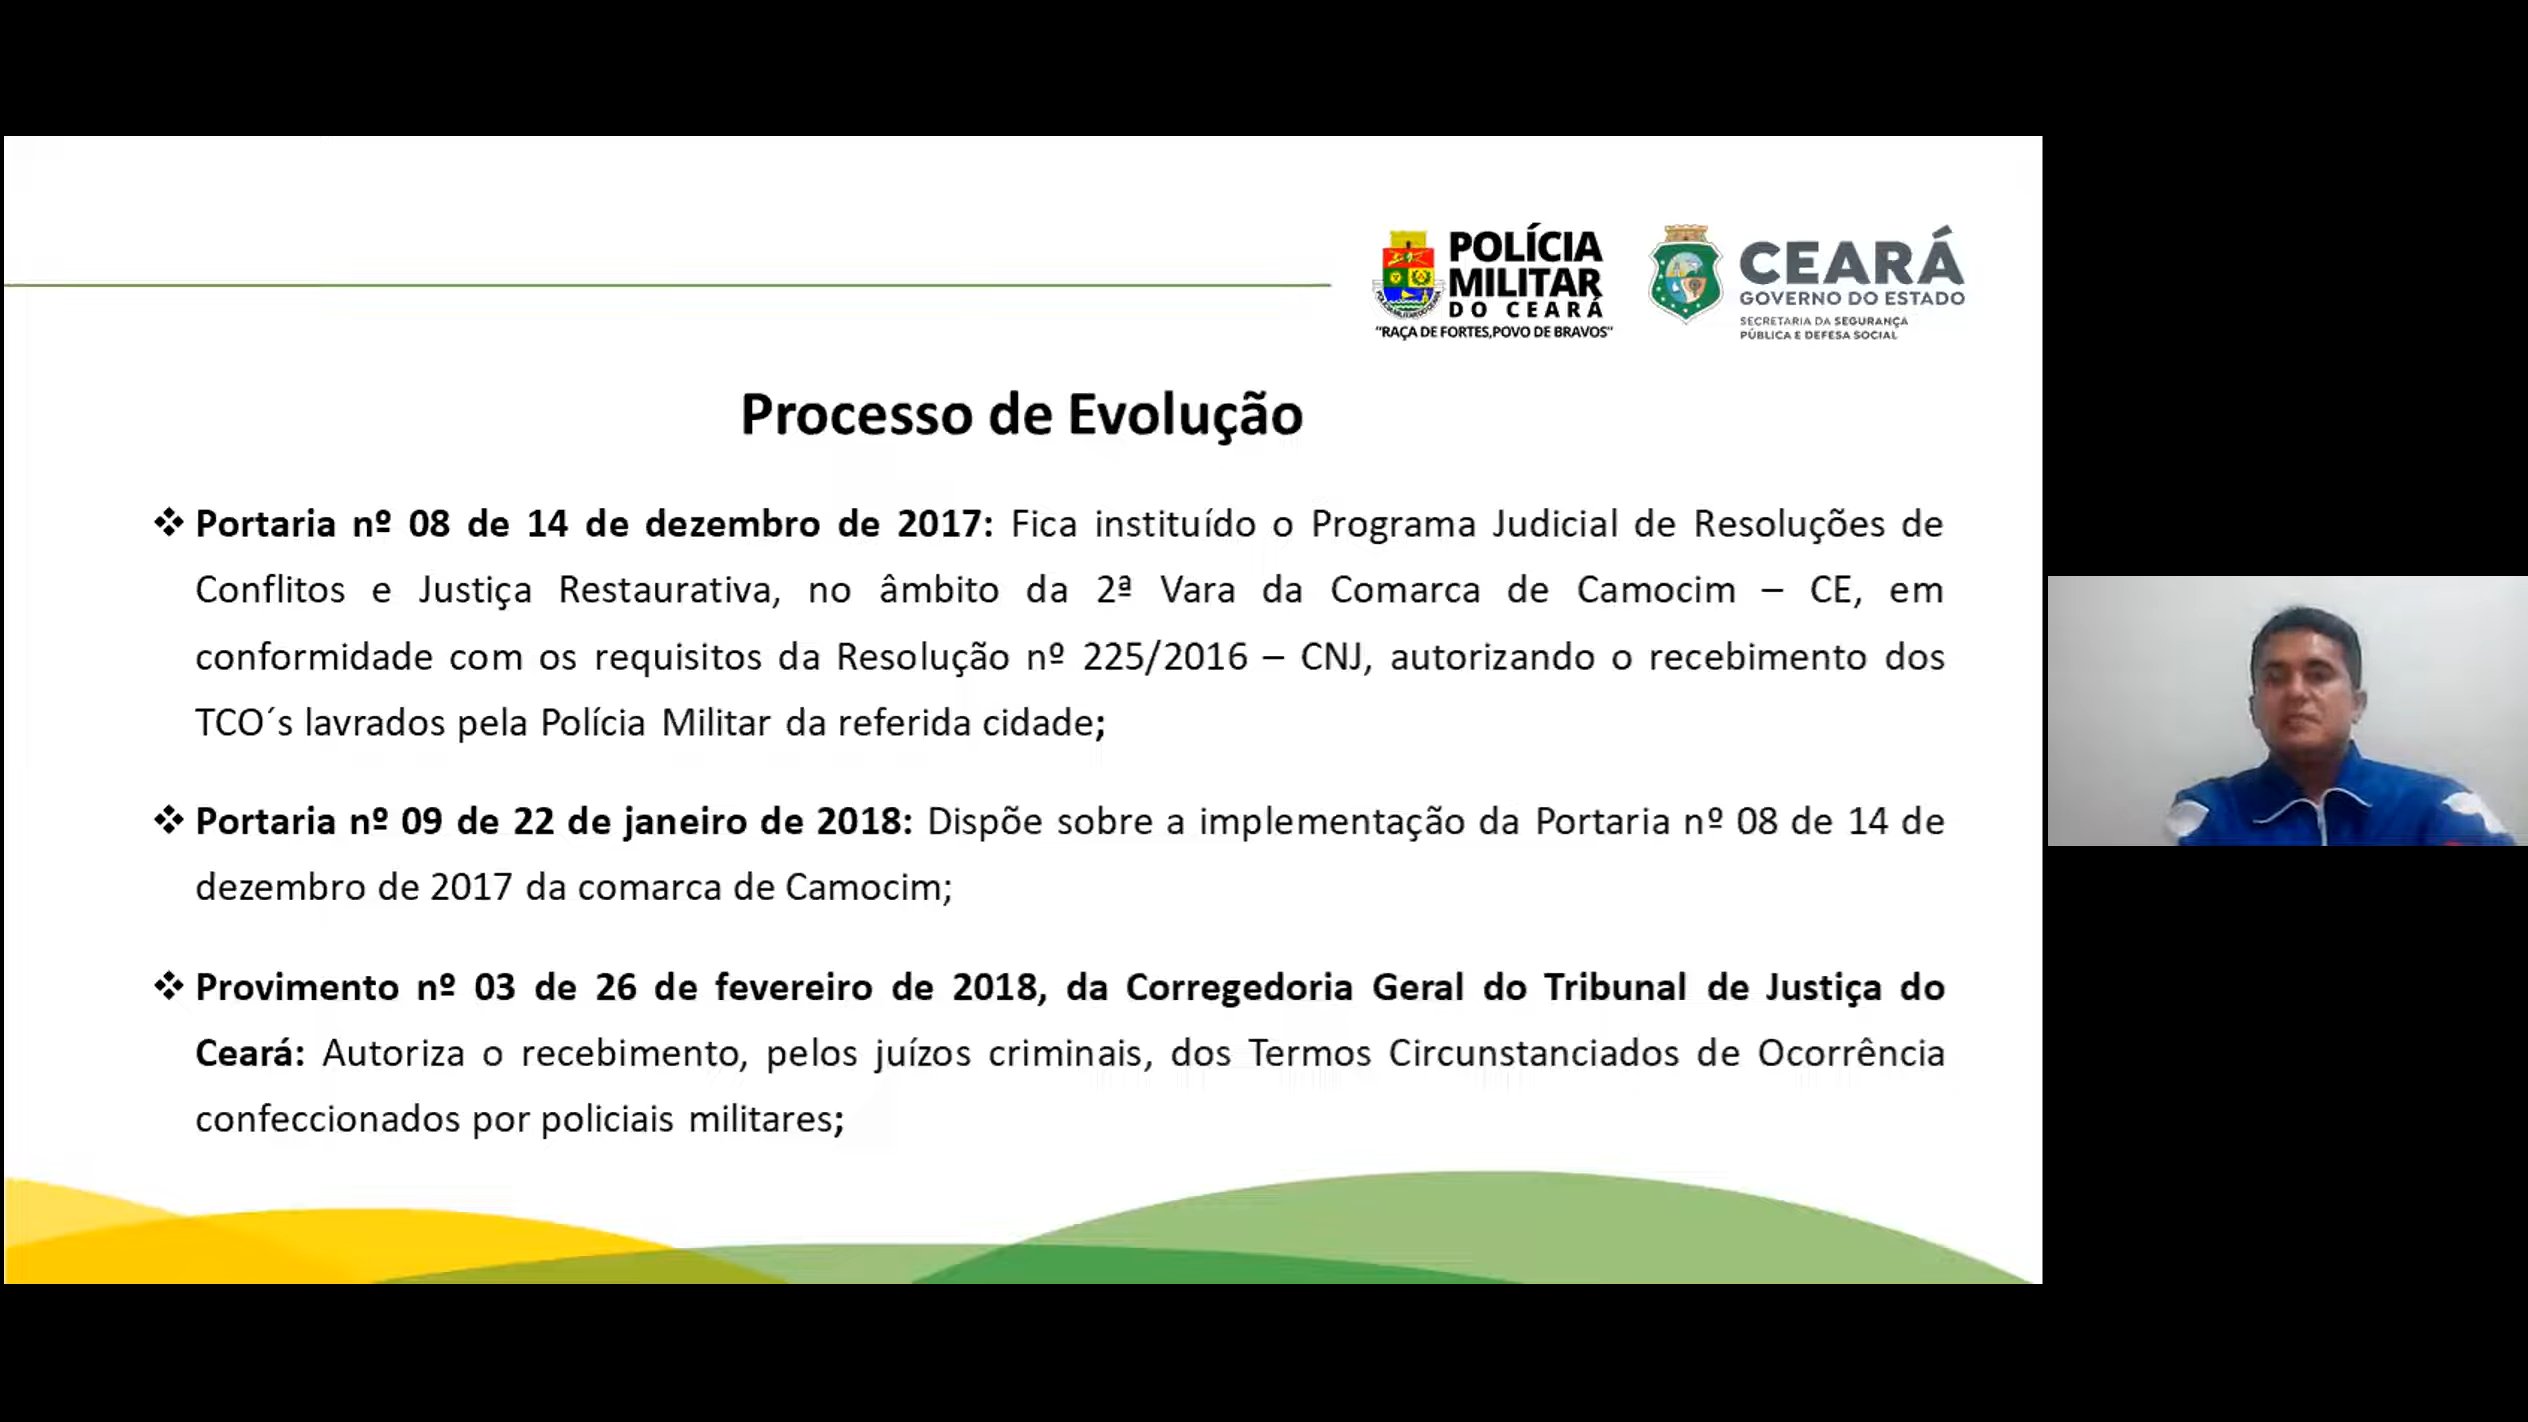 POLÍCIA
MILITAR
DO CEARÁ
"RAÇA DE FORTES,POVO DE BRAVOS"
CEARÁ
GOVERNO DO ESTADO
SECRETARIA DA SEGURANÇA
PÚBLICA E DEFESA SOCIAL
Processo de Evolução
❖ Portaria nº 08 de 14 de dezembro de 2017: Fica instituído o Programa Judicial de Resoluções de
Conflitos e Justiça Restaurativa, no âmbito da 2ª Vara da Comarca de Camocim – CE, em
conformidade com os requisitos da Resolução nº 225/2016 – CNJ, autorizando o recebimento dos
TCO´s lavrados pela Polícia Militar da referida cidade;
❖ Portaria nº 09 de 22 de janeiro de 2018: Dispõe sobre a implementação da Portaria nº 08 de 14 de
dezembro de 2017 da comarca de Camocim;
❖ Provimento nº 03 de 26 de fevereiro de 2018, da Corregedoria Geral do Tribunal de Justiça do
Ceará: Autoriza o recebimento, pelos juízos criminais, dos Termos Circunstanciados de Ocorrência
confeccionados por policiais militares;